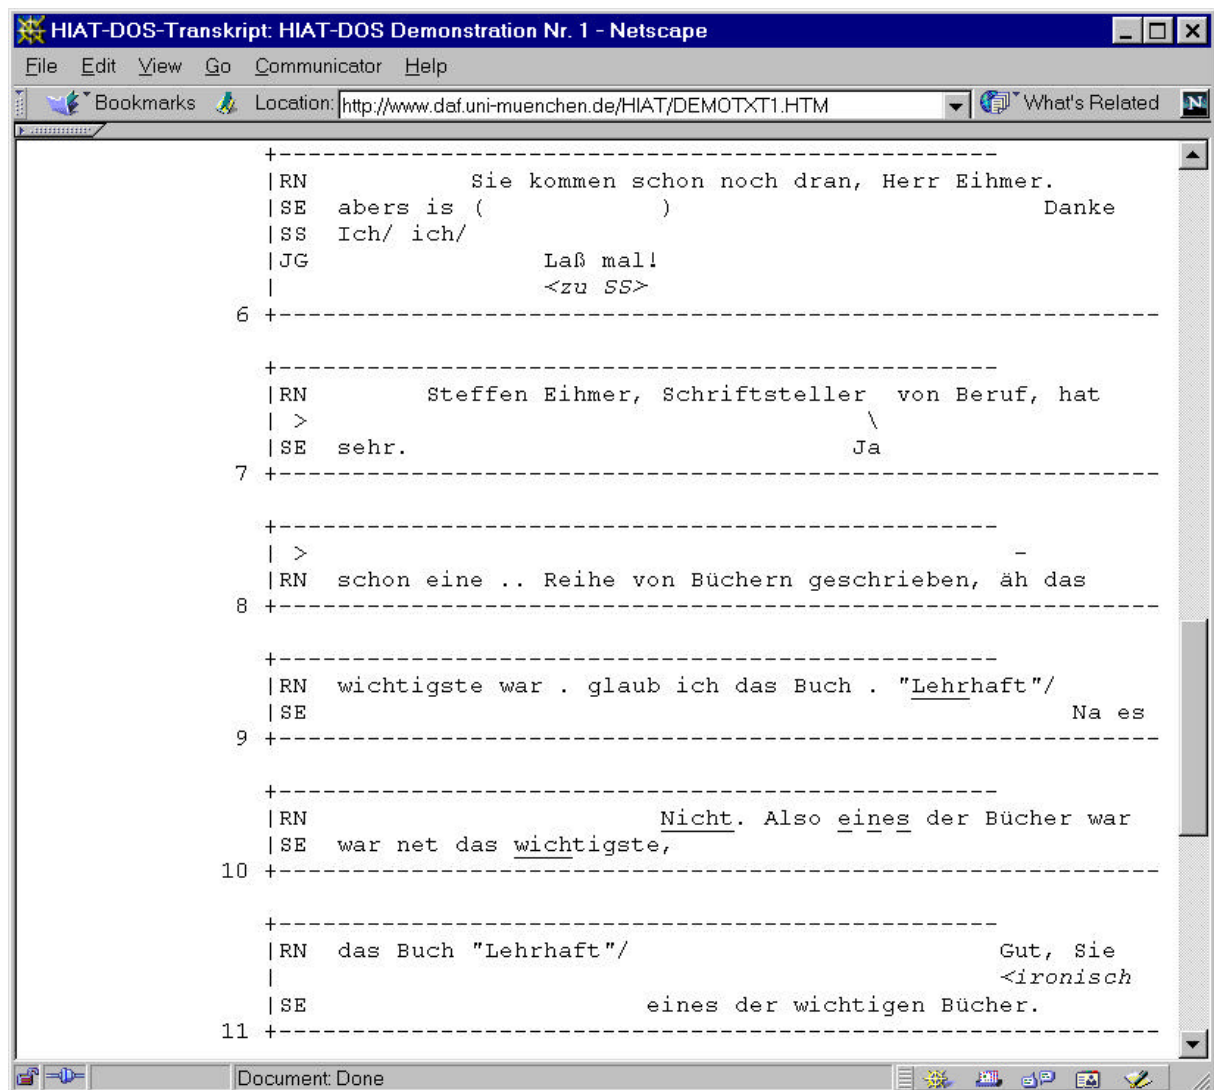 HIAT-DOS-Transkript: HIAT-DOS Demonstration Nr. 1 - Netscape
File Edit View Go Communicator Help
Bookmarks Location: http://www.daf.uni-muenchen.de/HIAT/DEMOTXT1.HTM What's Related N
+-------------------------------------------------
|RN Sie kommen schon noch dran, Herr Eihmer.
|SE abers is ( ) Danke
|SS Ich/ ich/
|JG Laß mal!
| <zu SS>
6 +------------------------------------------------------------
+-------------------------------------------------
|RN Steffen Eihmer, Schriftsteller von Beruf, hat
| > \
|SE sehr. Ja
7 +------------------------------------------------------------
+-------------------------------------------------
| > -
|RN schon eine .. Reihe von Büchern geschrieben, äh das
8 +------------------------------------------------------------
+-------------------------------------------------
|RN wichtigste war . glaub ich das Buch . "Lehrhaft"/
|SE Na es
9 +------------------------------------------------------------
+-------------------------------------------------
|RN Nicht. Also eines der Bücher war
|SE war net das wichtigste,
10 +------------------------------------------------------------
+-------------------------------------------------
|RN das Buch "Lehrhaft"/ Gut, Sie
| <ironisch
|SE eines der wichtigen Bücher.
11 +------------------------------------------------------------
Document: Done